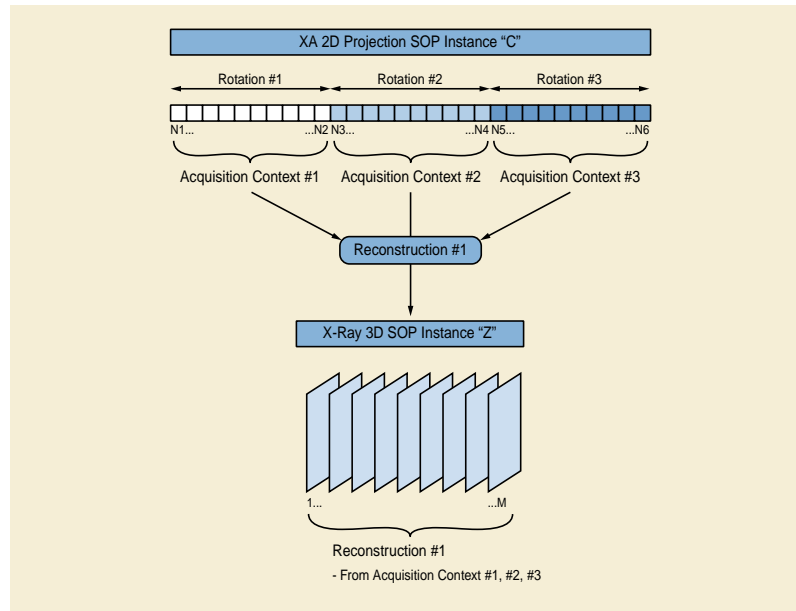 XA 2D Projection SOP Instance “C”
Rotation #1 Rotation #2 Rotation #3
N1... ...N2 N3... ...N4 N5... ...N6
Acquisition Context #1 Acquisition Context #2 Acquisition Context #3
Reconstruction #1
X-Ray 3D SOP Instance “Z”
1... ...M
Reconstruction #1
- From Acquisition Context #1, #2, #3